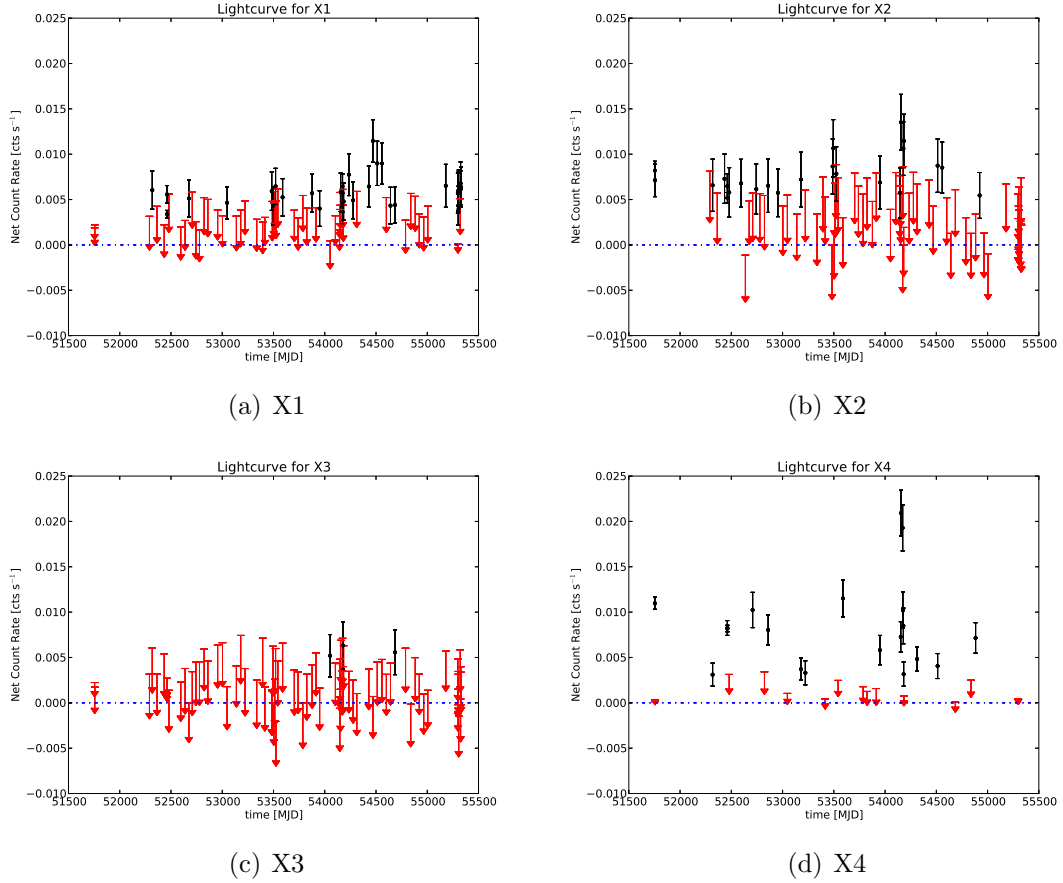 Lightcurve for X1
Net Count Rate [cts s⁻¹ ]
0.025
0.020
0.015
0.010
0.005
0.000
−0.005
−0.010
51500 52000 52500 53000 53500 54000 54500 55000 55500
time [MJD]
(a) X1
Lightcurve for X2
Net Count Rate [cts s⁻¹ ]
0.025
0.020
0.015
0.010
0.005
0.000
−0.005
−0.010
51500 52000 52500 53000 53500 54000 54500 55000 55500
time [MJD]
(b) X2
Lightcurve for X3
Net Count Rate [cts s⁻¹ ]
0.025
0.020
0.015
0.010
0.005
0.000
−0.005
−0.010
51500 52000 52500 53000 53500 54000 54500 55000 55500
time [MJD]
(c) X3
Lightcurve for X4
Net Count Rate [cts s⁻¹ ]
0.025
0.020
0.015
0.010
0.005
0.000
−0.005
−0.010
51500 52000 52500 53000 53500 54000 54500 55000 55500
time [MJD]
(d) X4